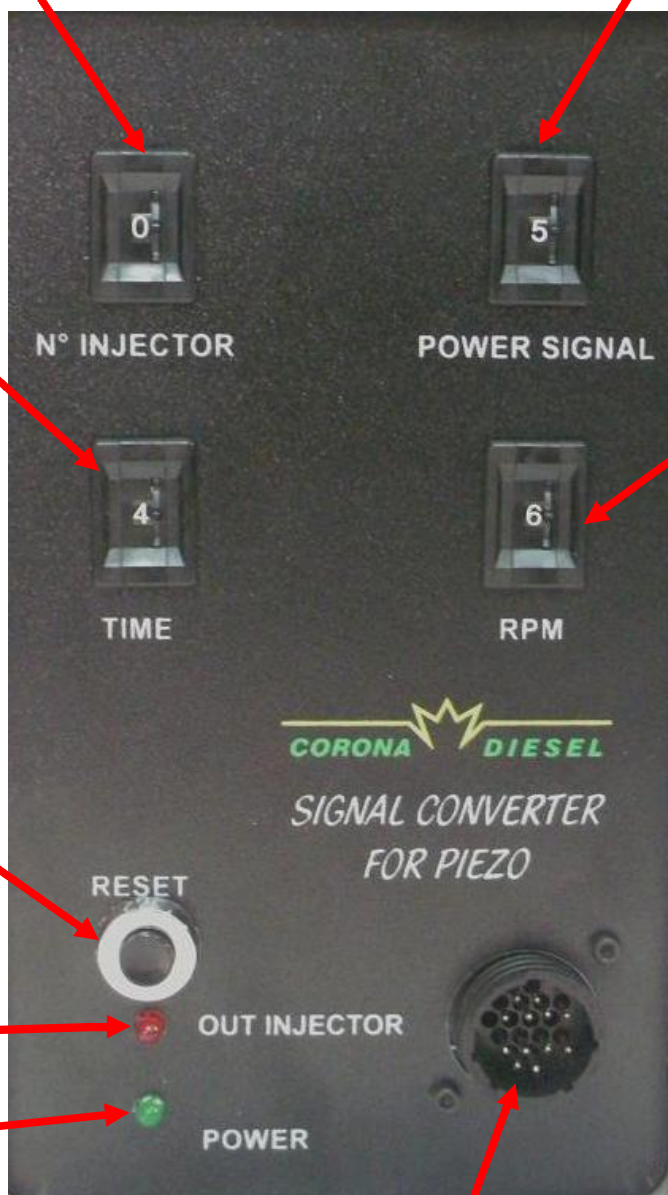 0
5
N° INJECTOR
POWER SIGNAL
4
6
TIME
RPM
CORONA DIESEL
SIGNAL CONVERTER
FOR PIEZO
RESET
OUT INJECTOR
POWER